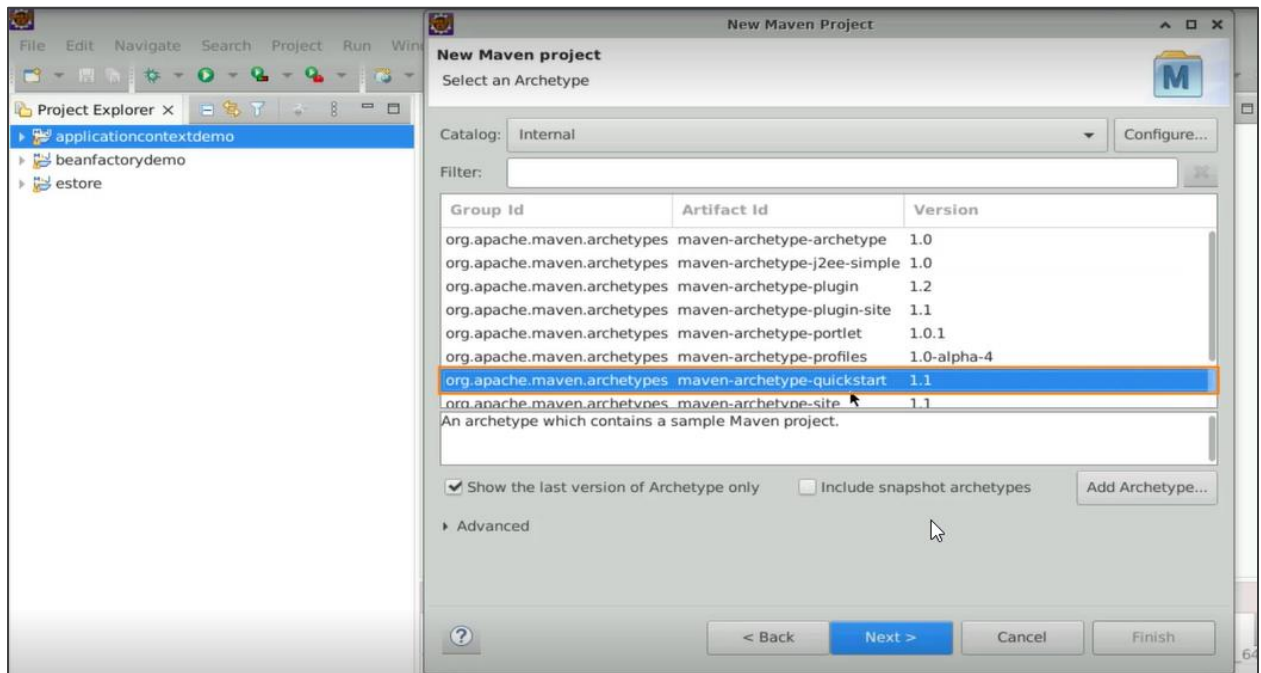 New Maven Project
File Edit Navigate Search Project Run
New Maven project
Select an Archetype
M
Project Explorer
Catalog: Internal Configure...
applicationcontextdemo
beanfactorydemo
estore
Filter:
Group Id Artifact Id Version
org.apache.maven.archetypes maven-archetype-archetype 1.0
org.apache.maven.archetypes maven-archetype-j2ee-simple 1.0
org.apache.maven.archetypes maven-archetype-plugin 1.2
org.apache.maven.archetypes maven-archetype-plugin-site 1.1
org.apache.maven.archetypes maven-archetype-portlet 1.0.1
org.apache.maven.archetypes maven-archetype-profiles 1.0-alpha-4
org.apache.maven.archetypes maven-archetype-quickstart 1.1
org.apache.maven.archetypes maven-archetype-site 1.1
An archetype which contains a sample Maven project.
Show the last version of Archetype only Include snapshot archetypes Add Archetype...
Advanced
? < Back Next > Cancel Finish